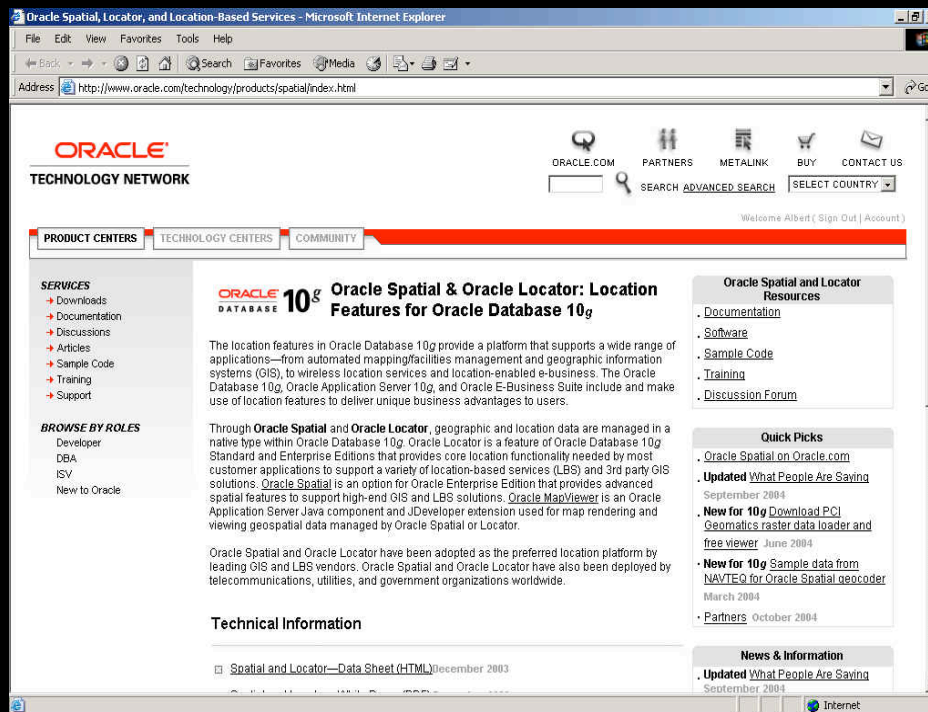 Oracle Spatial, Locator, and Location-Based Services - Microsoft Internet Explorer
File Edit View Favorites Tools Help
Back Search Favorites Media
Address http://www.oracle.com/technology/products/spatial/index.html Go
ORACLE
TECHNOLOGY NETWORK
ORACLE.COM PARTNERS METALINK BUY CONTACT US
SEARCH ADVANCED SEARCH SELECT COUNTRY
Welcome Albert ( Sign Out | Account )
PRODUCT CENTERS TECHNOLOGY CENTERS COMMUNITY
SERVICES
Downloads
Documentation
Discussions
Articles
Sample Code
Training
Support
BROWSE BY ROLES
Developer
DBA
ISV
New to Oracle
ORACLE DATABASE 10g
Oracle Spatial & Oracle Locator: Location
Features for Oracle Database 10g
The location features in Oracle Database 10g provide a platform that supports a wide range of
applications—from automated mapping/facilities management and geographic information
systems (GIS), to wireless location services and location-enabled e-business. The Oracle
Database 10g, Oracle Application Server 10g, and Oracle E-Business Suite include and make
use of location features to deliver unique business advantages to users.
Through Oracle Spatial and Oracle Locator, geographic and location data are managed in a
native type within Oracle Database 10g. Oracle Locator is a feature of Oracle Database 10g
Standard and Enterprise Editions that provides core location functionality needed by most
customer applications to support a variety of location-based services (LBS) and 3rd party GIS
solutions. Oracle Spatial is an option for Oracle Enterprise Edition that provides advanced
spatial features to support high-end GIS and LBS solutions. Oracle MapViewer is an Oracle
Application Server Java component and JDeveloper extension used for map rendering and
viewing geospatial data managed by Oracle Spatial or Locator.
Oracle Spatial and Oracle Locator have been adopted as the preferred location platform by
leading GIS and LBS vendors. Oracle Spatial and Oracle Locator have also been deployed by
telecommunications, utilities, and government organizations worldwide.
Technical Information
Spatial and Locator—Data Sheet (HTML) December 2003
Oracle Spatial and Locator
Resources
Documentation
Software
Sample Code
Training
Discussion Forum
Quick Picks
Oracle Spatial on Oracle.com
Updated What People Are Saying
September 2004
New for 10g Download PCI
Geomatics raster data loader and
free viewer June 2004
New for 10g Sample data from
NAVTEQ for Oracle Spatial geocoder
March 2004
Partners October 2004
News & Information
Updated What People Are Saying
September 2004
Internet